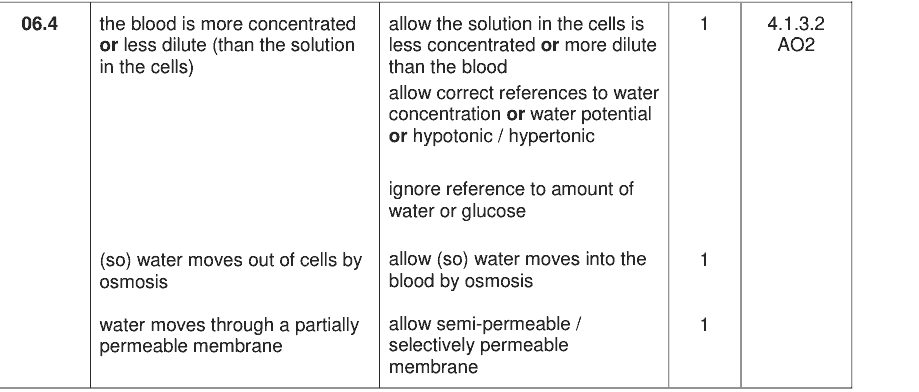 06.4
the blood is more concentrated
or less dilute (than the solution
in the cells)
allow the solution in the cells is
less concentrated or more dilute
than the blood
allow correct references to water
concentration or water potential
or hypotonic / hypertonic
ignore reference to amount of
water or glucose
1
4.1.3.2
AO2
(so) water moves out of cells by
osmosis
allow (so) water moves into the
blood by osmosis
1
water moves through a partially
permeable membrane
allow semi-permeable /
selectively permeable
membrane
1